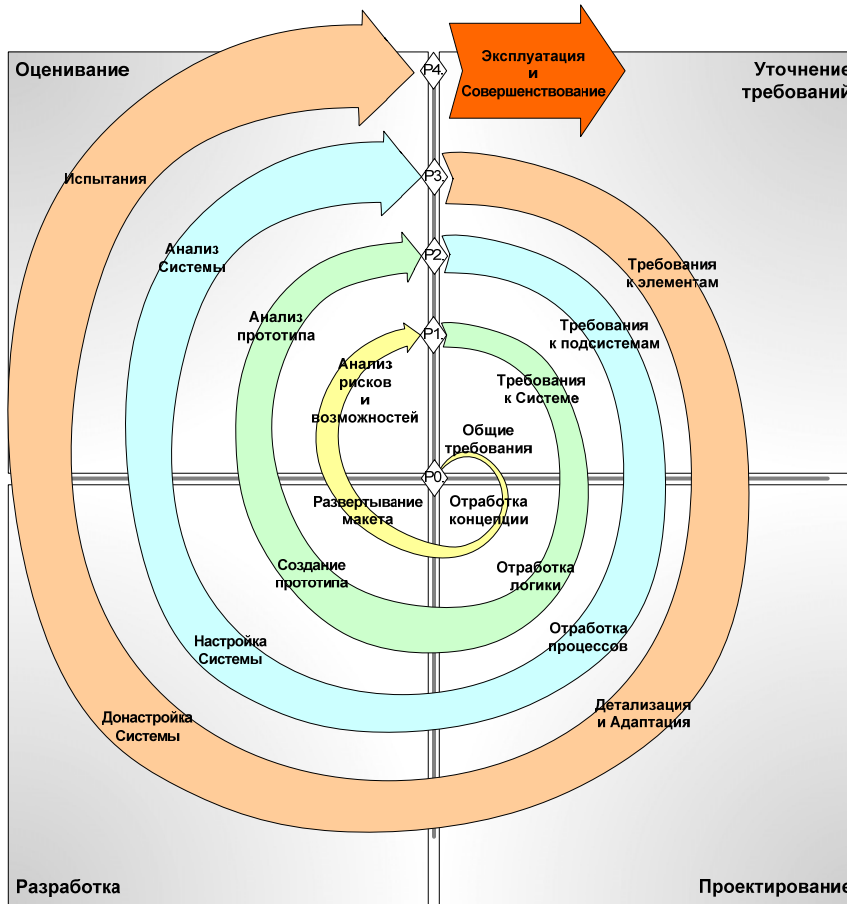 Оценивание
P4.
Эксплуатация
и
Совершенствование
Уточнение
требований
Испытания
P3.
Анализ
Системы
P2.
Требования
к элементам
Анализ
прототипа
P1.
Требования
к подсистемам
Анализ
рисков
и
возможностей
Требования
к Системе
Общие
требования
P0.
Развертывание
макета
Отработка
концепции
Создание
прототипа
Отработка
логики
Настройка
Системы
Отработка
процессов
Донастройка
Системы
Детализация
и Адаптация
Разработка
Проектирование